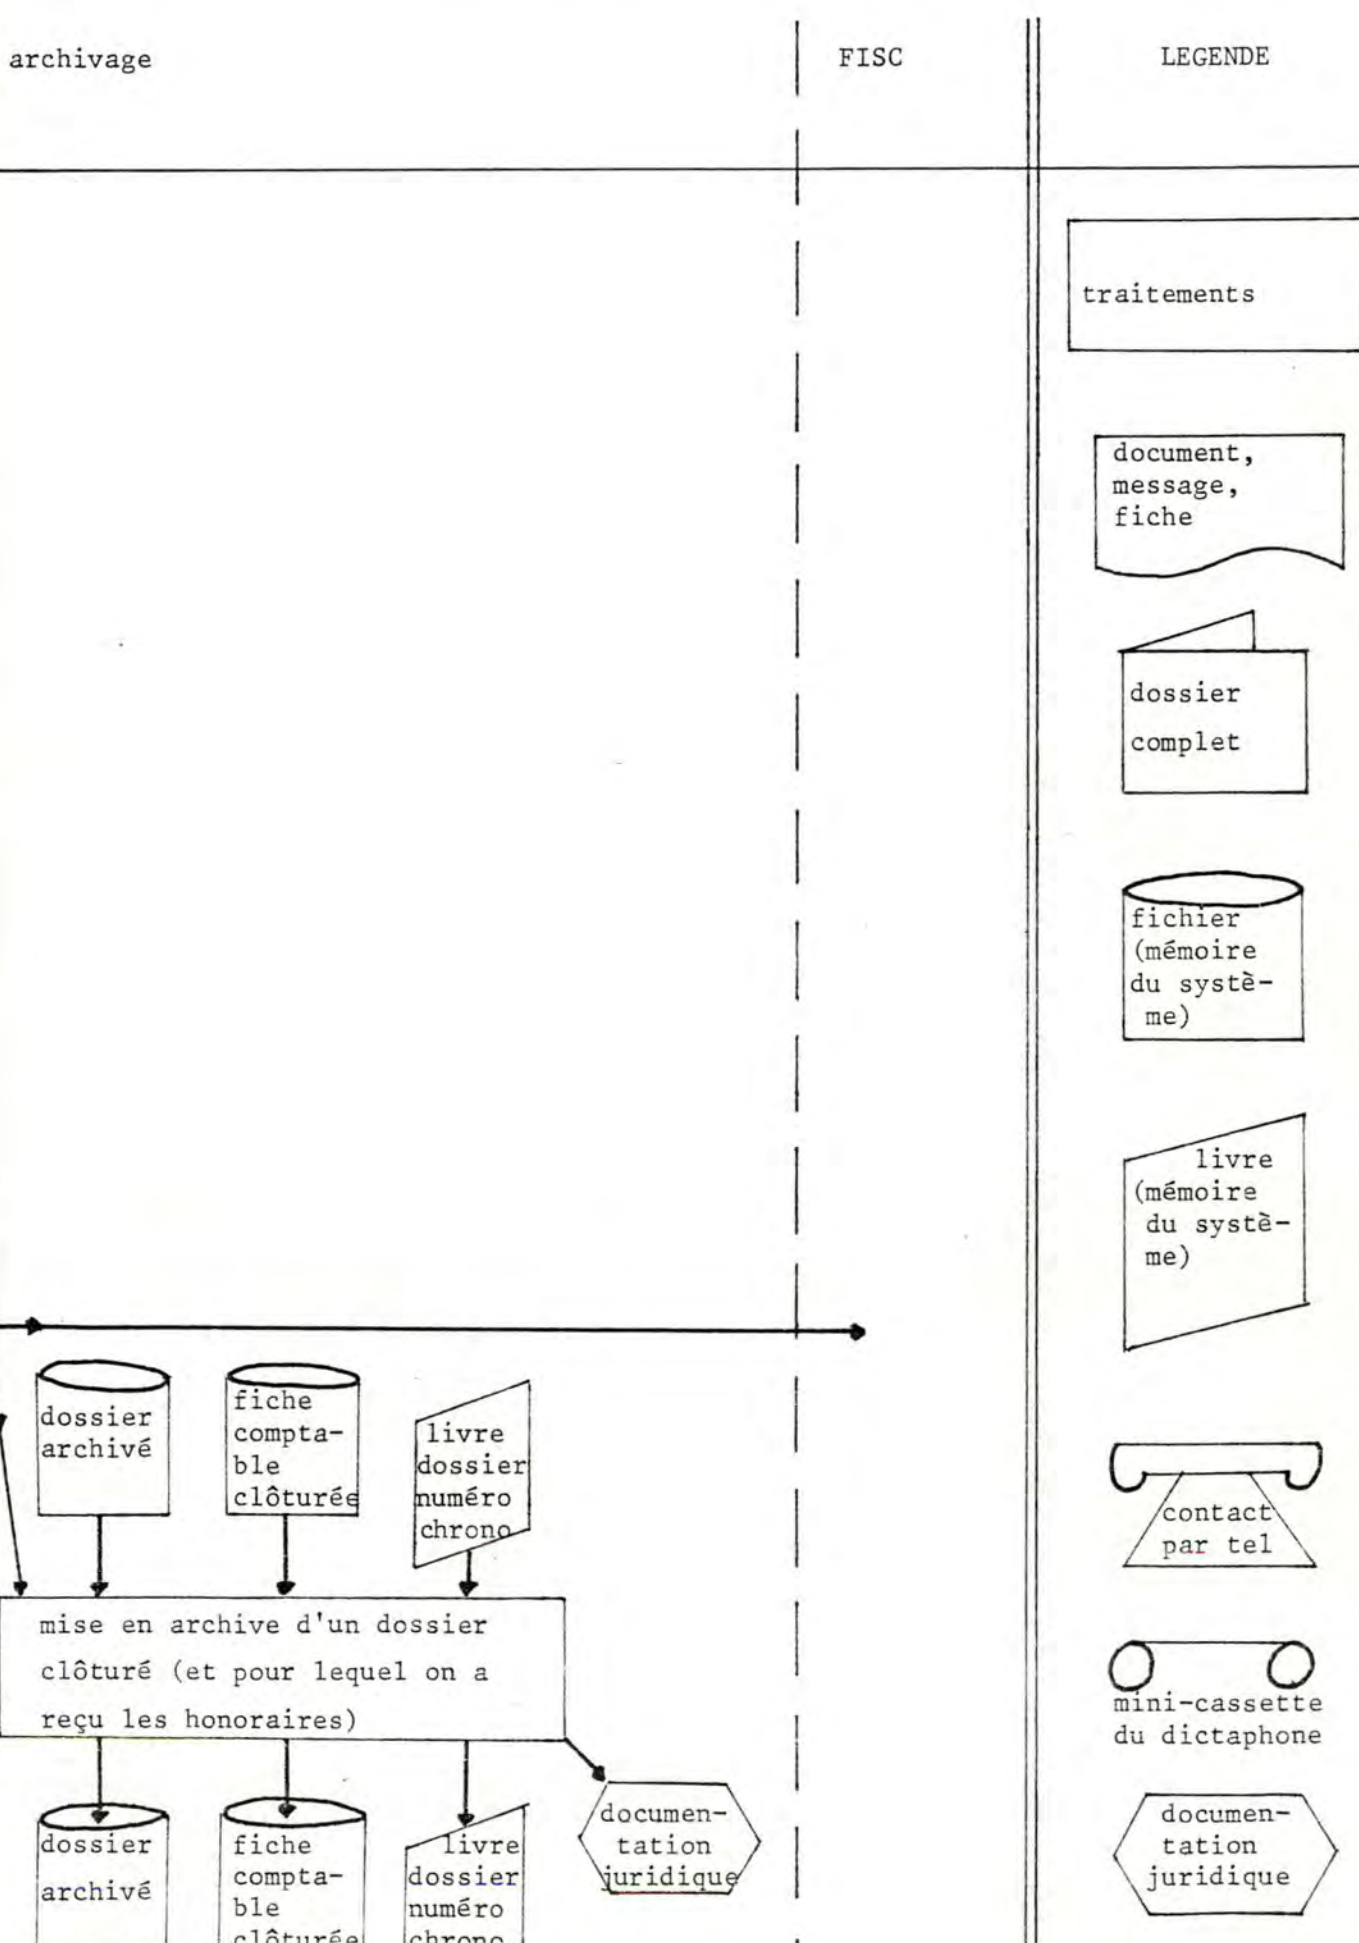 archivage
FISC
LEGENDE
traitements
document,
message,
fiche
dossier
complet
fichier
(mémoire
du systè-
me)
livre
(mémoire
du systè-
me)
contact
par tel
mini-cassette
du dictaphone
documen-
tation
juridique
dossier
archivé
fiche
compta-
ble
clôturée
livre
dossier
numéro
chrono
mise en archive d'un dossier
clôturé (et pour lequel on a
reçu les honoraires)
dossier
archivé
fiche
compta-
ble
clôturée
livre
dossier
numéro
chrono
documen-
tation
juridique